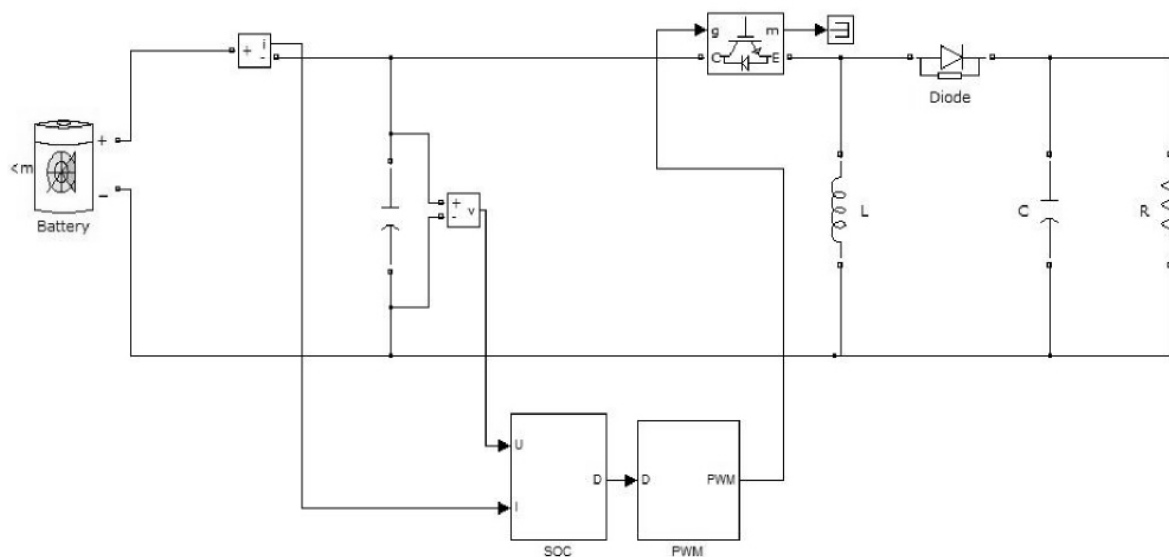 i
+
-
g
m
C
E
Diode
+
<m
-
Battery
+
-
v
L
C
R
U
I
D
SOC
D
PWM
PWM